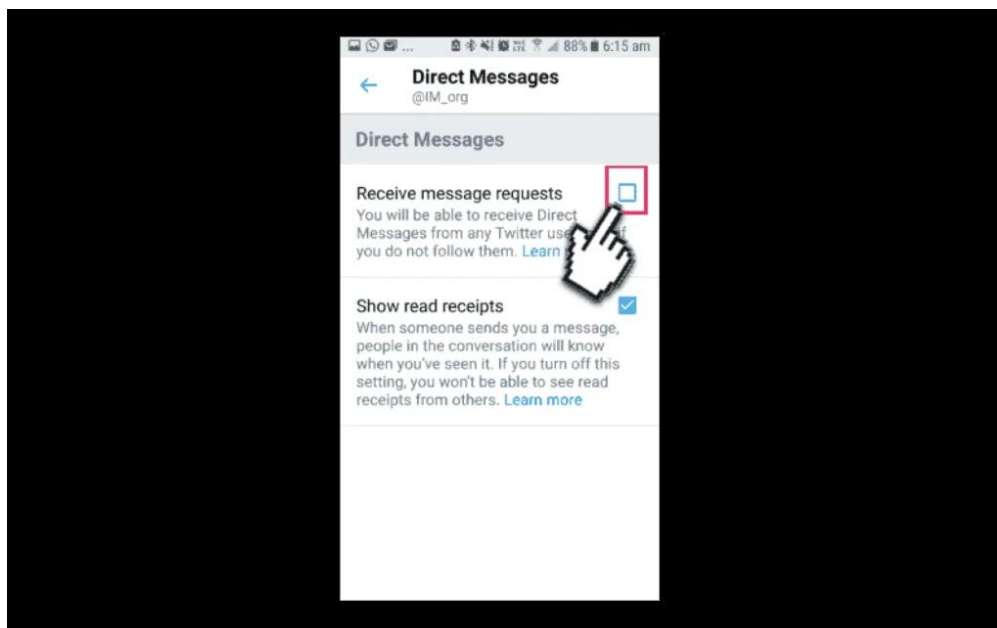 ... 88% 6:15 am
Direct Messages
@IM_org
Direct Messages
Receive message requests
You will be able to receive Direct
Messages from any Twitter use
you do not follow them. Learn
Show read receipts
When someone sends you a message,
people in the conversation will know
when you've seen it. If you turn off this
setting, you won't be able to see read
receipts from others. Learn more